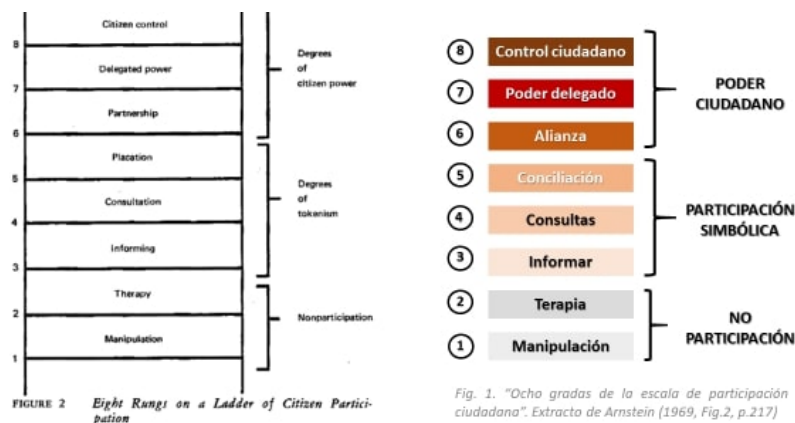 Citizen control
8
Delegated power
7
Partnership
6
Placation
5
Consultation
4
Informing
3
Therapy
2
Manipulation
1
Degrees
of
citizen power
Degrees
of
tokenism
Nonparticipation
FIGURE 2 Eight Rungs on a Ladder of Citizen Partici-
pation
8 Control ciudadano
7 Poder delegado
6 Alianza
5 Conciliación
4 Consultas
3 Informar
2 Terapia
1 Manipulación
PODER
CIUDADANO
PARTICIPACIÓN
SIMBÓLICA
NO
PARTICIPACIÓN
Fig. 1. "Ocho gradas de la escala de participación
ciudadana". Extracto de Arnstein (1969, Fig.2, p.217)